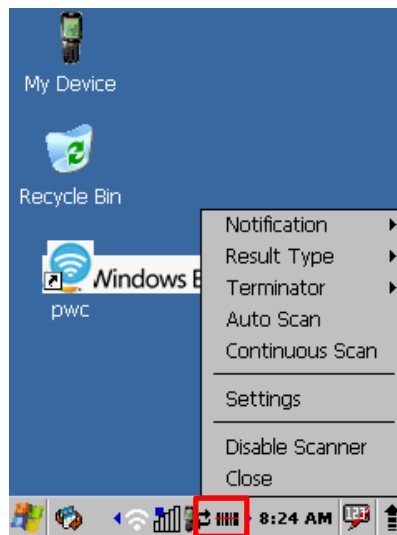 My Device
Recycle Bin
Windows E
pwc
Notification
Result Type
Terminator
Auto Scan
Continuous Scan
Settings
Disable Scanner
Close
8:24 AM
123